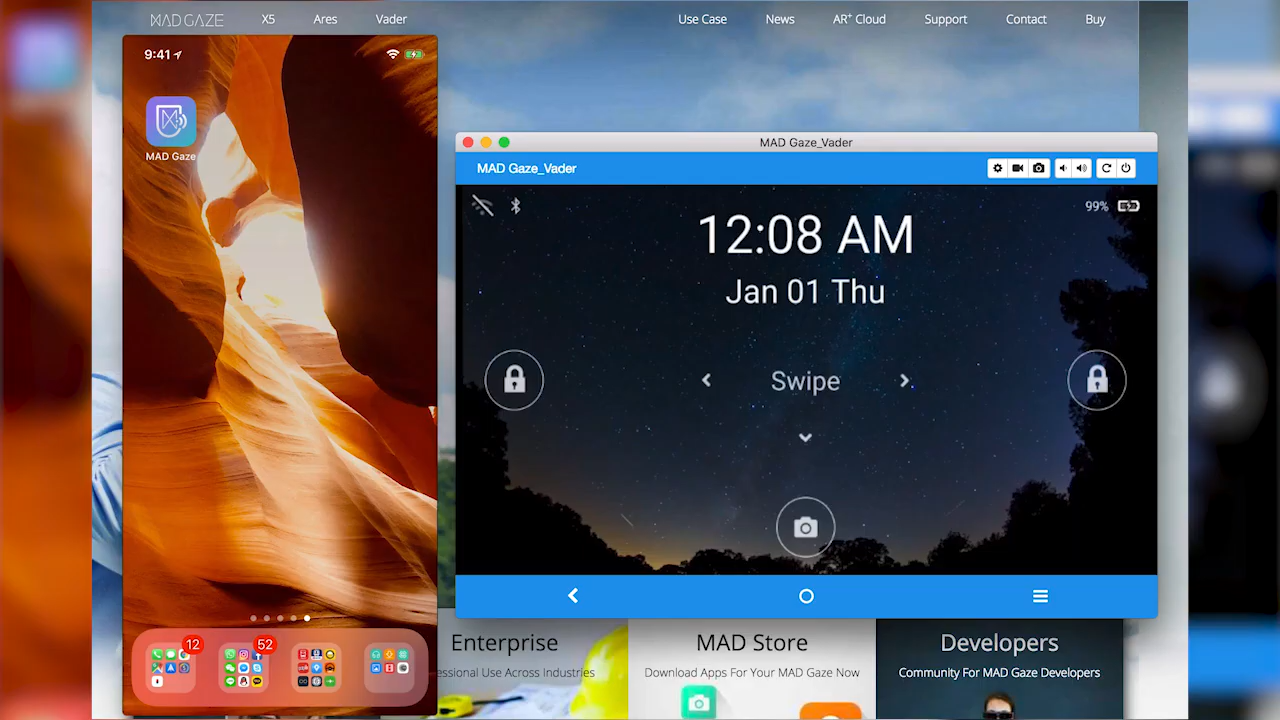 MAD GAZE X5 Ares Vader Use Case News AR+ Cloud Support Contact Buy
9:41
MAD Gaze
MAD Gaze_Vader
MAD Gaze_Vader
99%
12:08 AM
Jan 01 Thu
Swipe
12 52
Enterprise MAD Store Developers
essional Use Across Industries Download Apps For Your MAD Gaze Now Community For MAD Gaze Developers